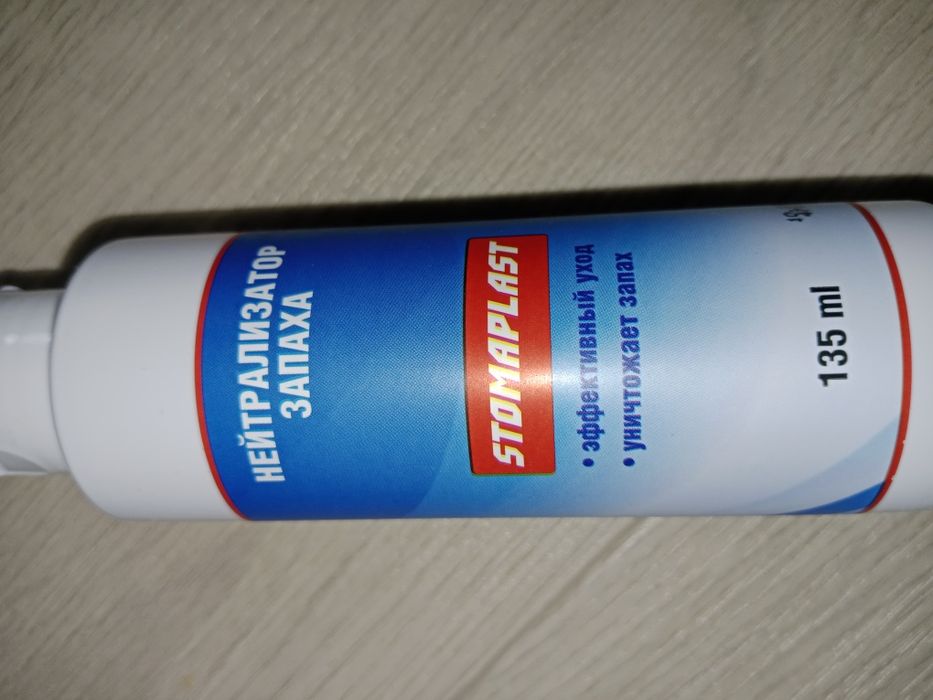 НЕЙТРАЛИЗАТОР
ЗАПАХА
STOMAPLAST
• эффективный уход
• уничтожает запах
135 ml